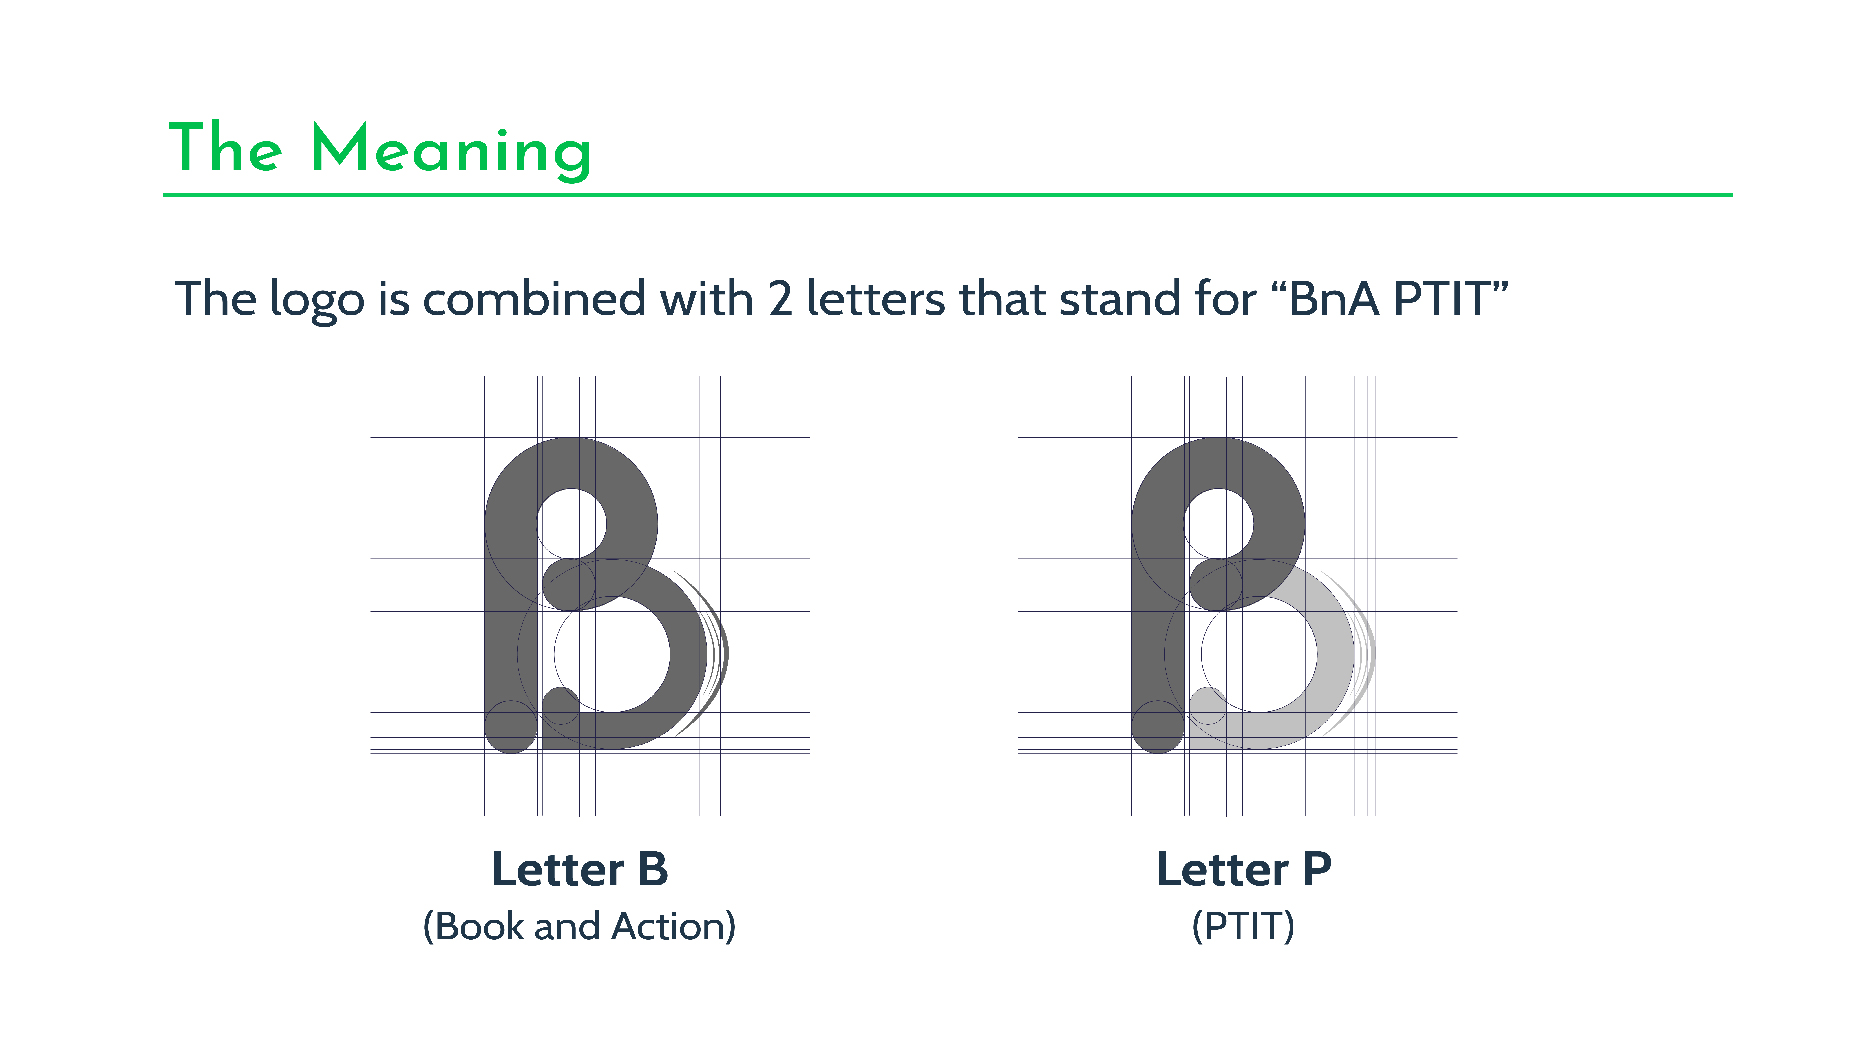 The Meaning
The logo is combined with 2 letters that stand for “BnA PTIT”
Letter B
(Book and Action)
Letter P
(PTIT)